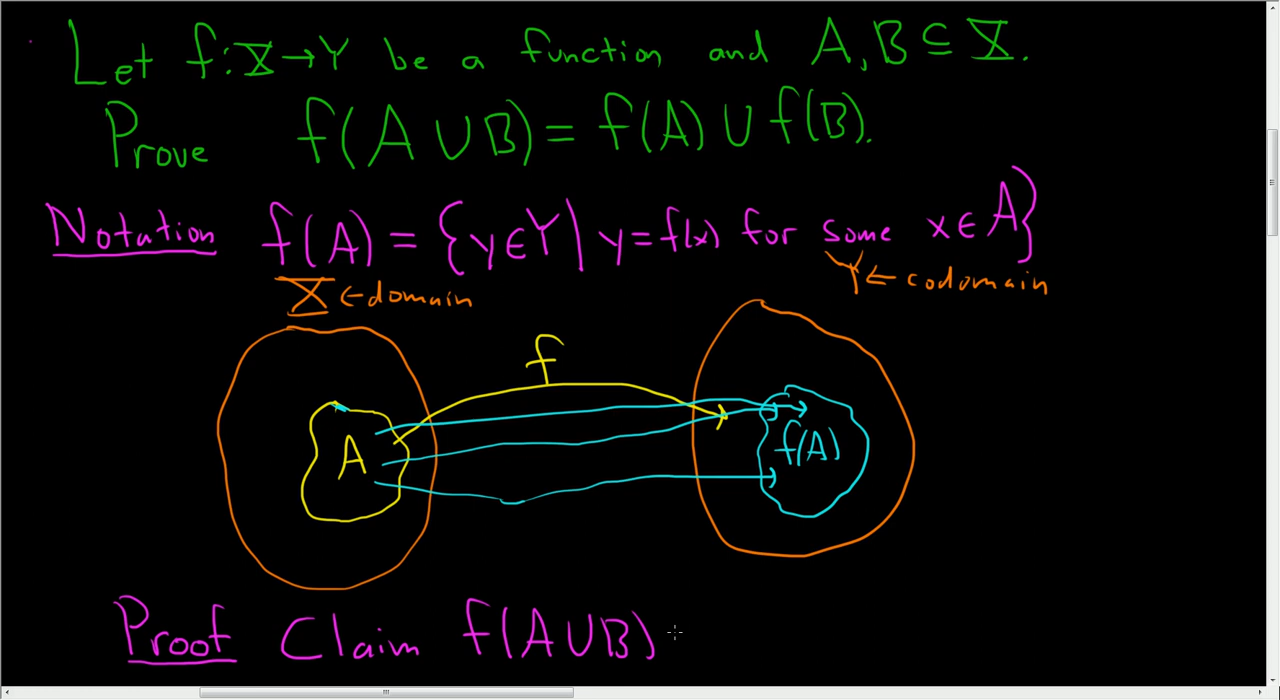 Let f: X → Y be a function and A, B ⊆ X.
Prove f(A ∪ B) = f(A) ∪ f(B).
Notation f(A) = {y ∈ Y | y = f(x) for some x ∈ A}
X ← domain
Y ← codomain
f
A
f(A)
Proof Claim f(A ∪ B)